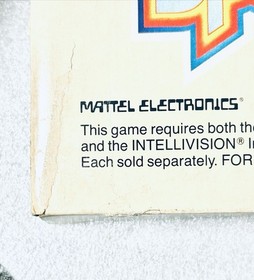 MATTEL ELECTRONICS®
This game requires both the
and the INTELLIVISION® In
Each sold separately. FOR